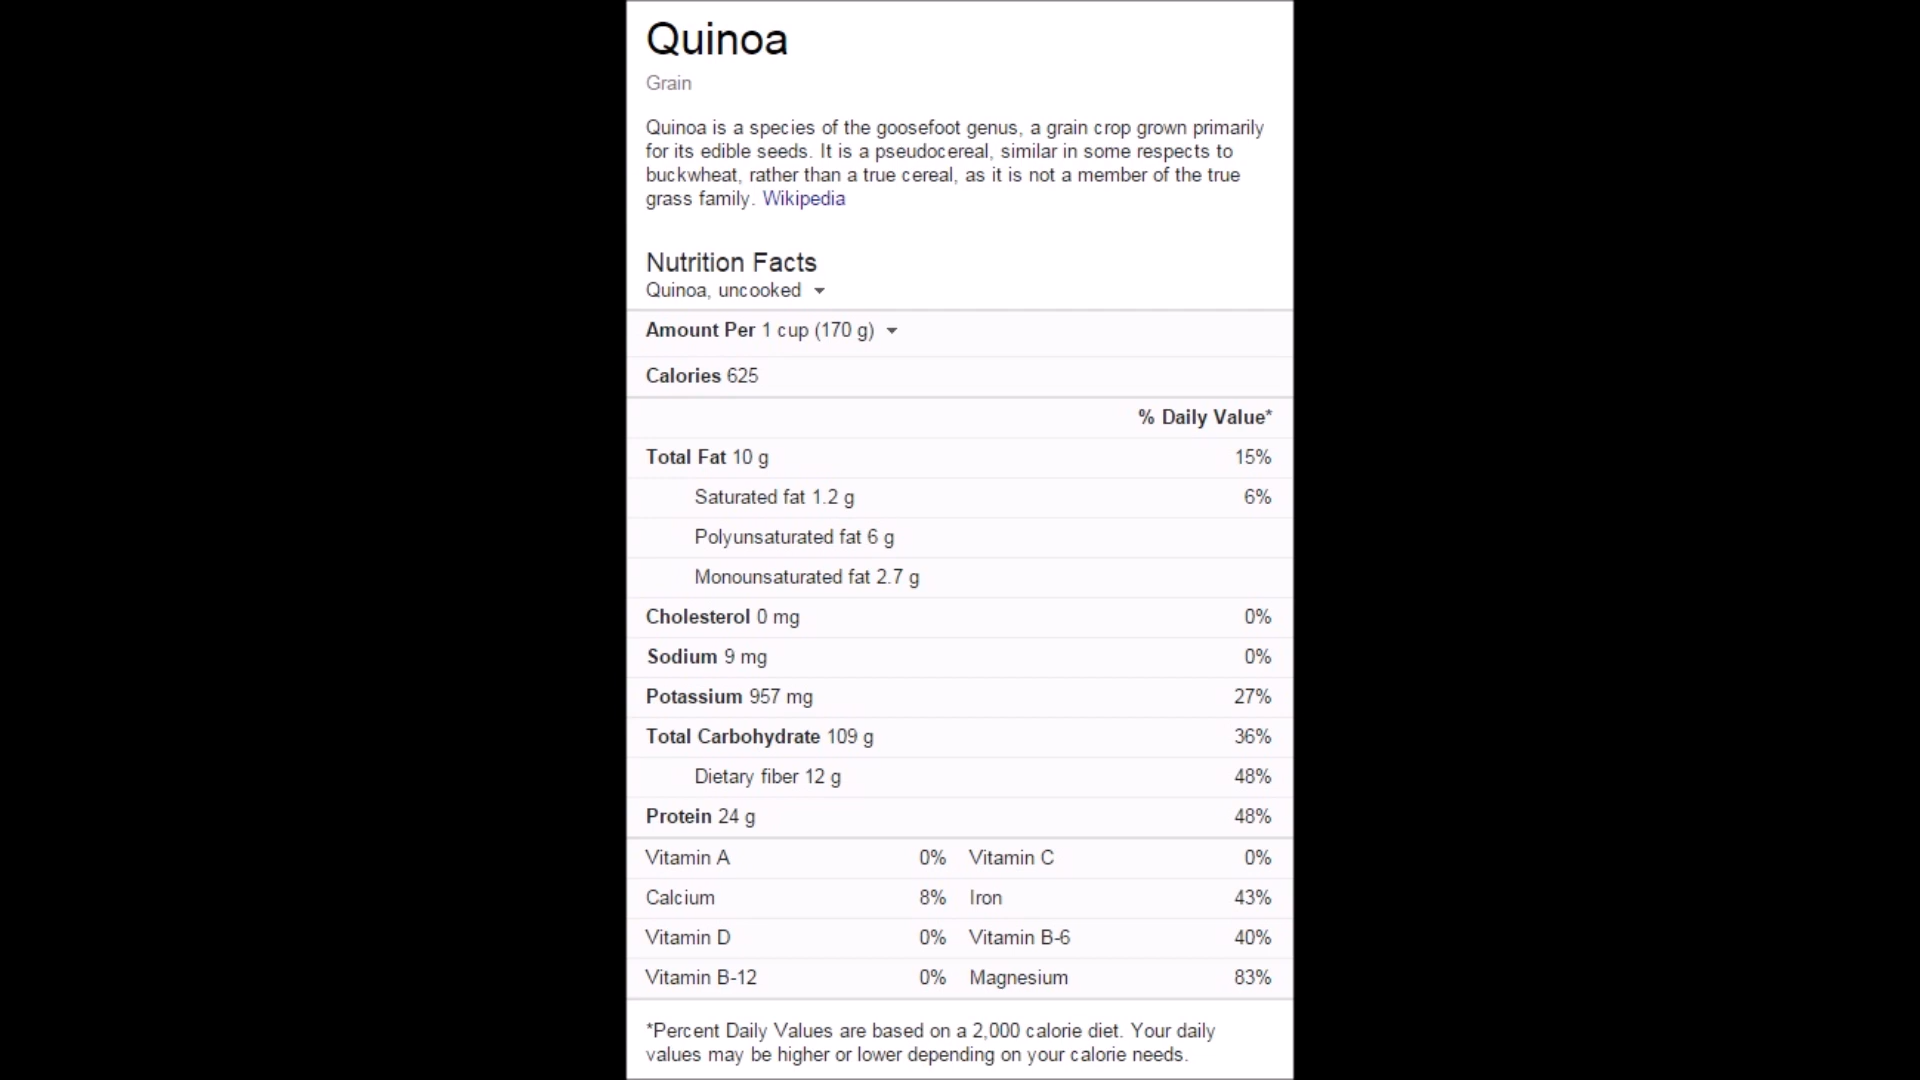 Quinoa
Grain
Quinoa is a species of the goosefoot genus, a grain crop grown primarily
for its edible seeds. It is a pseudocereal, similar in some respects to
buckwheat, rather than a true cereal, as it is not a member of the true
grass family. Wikipedia
Nutrition Facts
Quinoa, uncooked
Amount Per 1 cup (170 g)
Calories 625
% Daily Value*
Total Fat 10 g 15%
Saturated fat 1.2 g 6%
Polyunsaturated fat 6 g
Monounsaturated fat 2.7 g
Cholesterol 0 mg 0%
Sodium 9 mg 0%
Potassium 957 mg 27%
Total Carbohydrate 109 g 36%
Dietary fiber 12 g 48%
Protein 24 g 48%
Vitamin A 0% Vitamin C 0%
Calcium 8% Iron 43%
Vitamin D 0% Vitamin B-6 40%
Vitamin B-12 0% Magnesium 83%
*Percent Daily Values are based on a 2,000 calorie diet. Your daily
values may be higher or lower depending on your calorie needs.